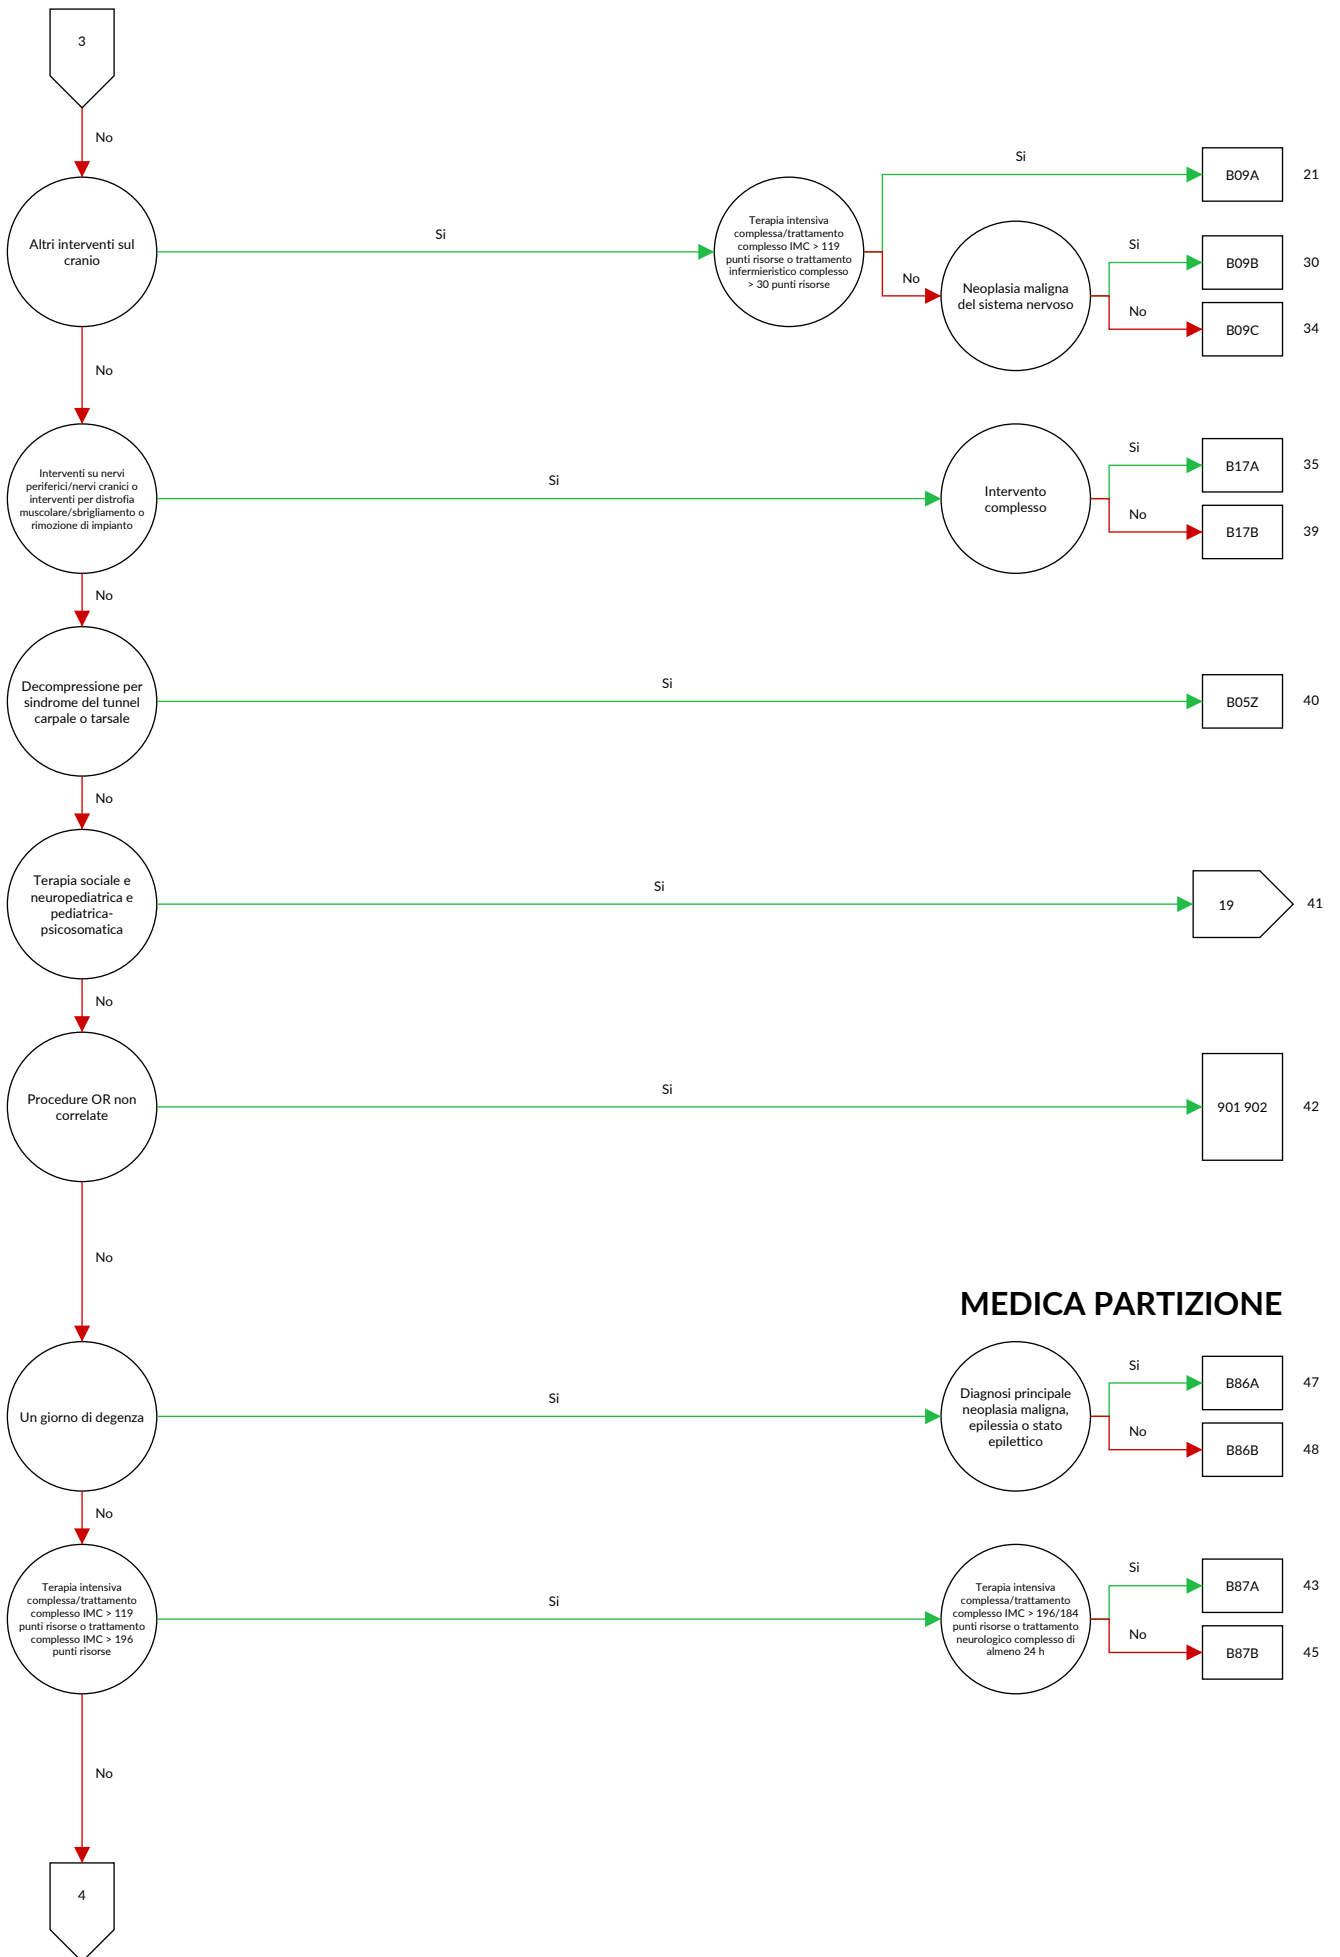 3
No
Altri interventi sul
cranio
Si
Terapia intensiva
complessa/trattamento
complesso IMC > 119
punti risorse o trattamento
infermieristico complesso
> 30 punti risorse
Si
B09A
21
No
Neoplasia maligna
del sistema nervoso
Si
B09B
30
No
B09C
34
No
Interventi su nervi
periferici/nervi cranici o
interventi per distrofia
muscolare/sbrigliamento o
rimozione di impianto
Si
Intervento
complesso
Si
B17A
35
No
B17B
39
No
Decompressione per
sindrome del tunnel
carpale o tarsale
Si
B05Z
40
No
Terapia sociale e
neuropediatrica e
pediatrica-
psicosomatica
Si
19
41
No
Procedure OR non
correlate
Si
901 902
42
No
MEDICA PARTIZIONE
Un giorno di degenza
Si
Diagnosi principale
neoplasia maligna,
epilessia o stato
epilettico
Si
B86A
47
No
B86B
48
No
Terapia intensiva
complessa/trattamento
complesso IMC > 119
punti risorse o trattamento
complesso IMC > 196
punti risorse
Si
Terapia intensiva
complessa/trattamento
complesso IMC > 196/184
punti risorse o trattamento
neurologico complesso di
almeno 24 h
Si
B87A
43
No
B87B
45
No
4